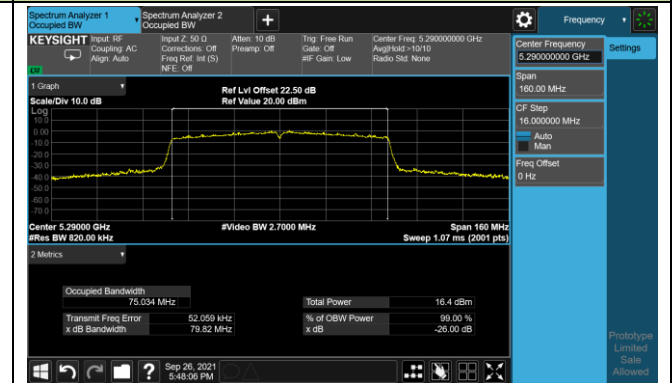 Spectrum Analyzer 1
Occupied BW
Spectrum Analyzer 2
Occupied BW
+
Frequency
KEYSIGHT
Input: RF
Coupling: AC
Align: Auto
Input Z: 50 Ω
Corrections: Off
Freq Ref: Int (S)
NFE: Off
Atten: 10 dB
Preamp: Off
Trig: Free Run
Gate: Off
#IF Gain: Low
Center Freq: 5.290000000 GHz
Avg|Hold:>10/10
Radio Std: None
Center Frequency
5.290000000 GHz
Settings
Span
160.00 MHz
CF Step
16.000000 MHz
Auto
Man
Freq Offset
0 Hz
1 Graph
Scale/Div 10.0 dB
Ref Lvl Offset 22.50 dB
Ref Value 20.00 dBm
Log
10.0
0.00
-10.0
-20.0
-30.0
-40.0
-50.0
-60.0
-70.0
Center 5.29000 GHz
#Video BW 2.7000 MHz
Span 160 MHz
#Res BW 820.00 kHz
Sweep 1.07 ms (2001 pts)
2 Metrics
Occupied Bandwidth
75.034 MHz
Total Power
16.4 dBm
Transmit Freq Error
52.059 kHz
% of OBW Power
99.00 %
x dB Bandwidth
79.82 MHz
x dB
-26.00 dB
Prototype
Limited
Sale
Allowed
?
Sep 26, 2021
5:48:06 PM